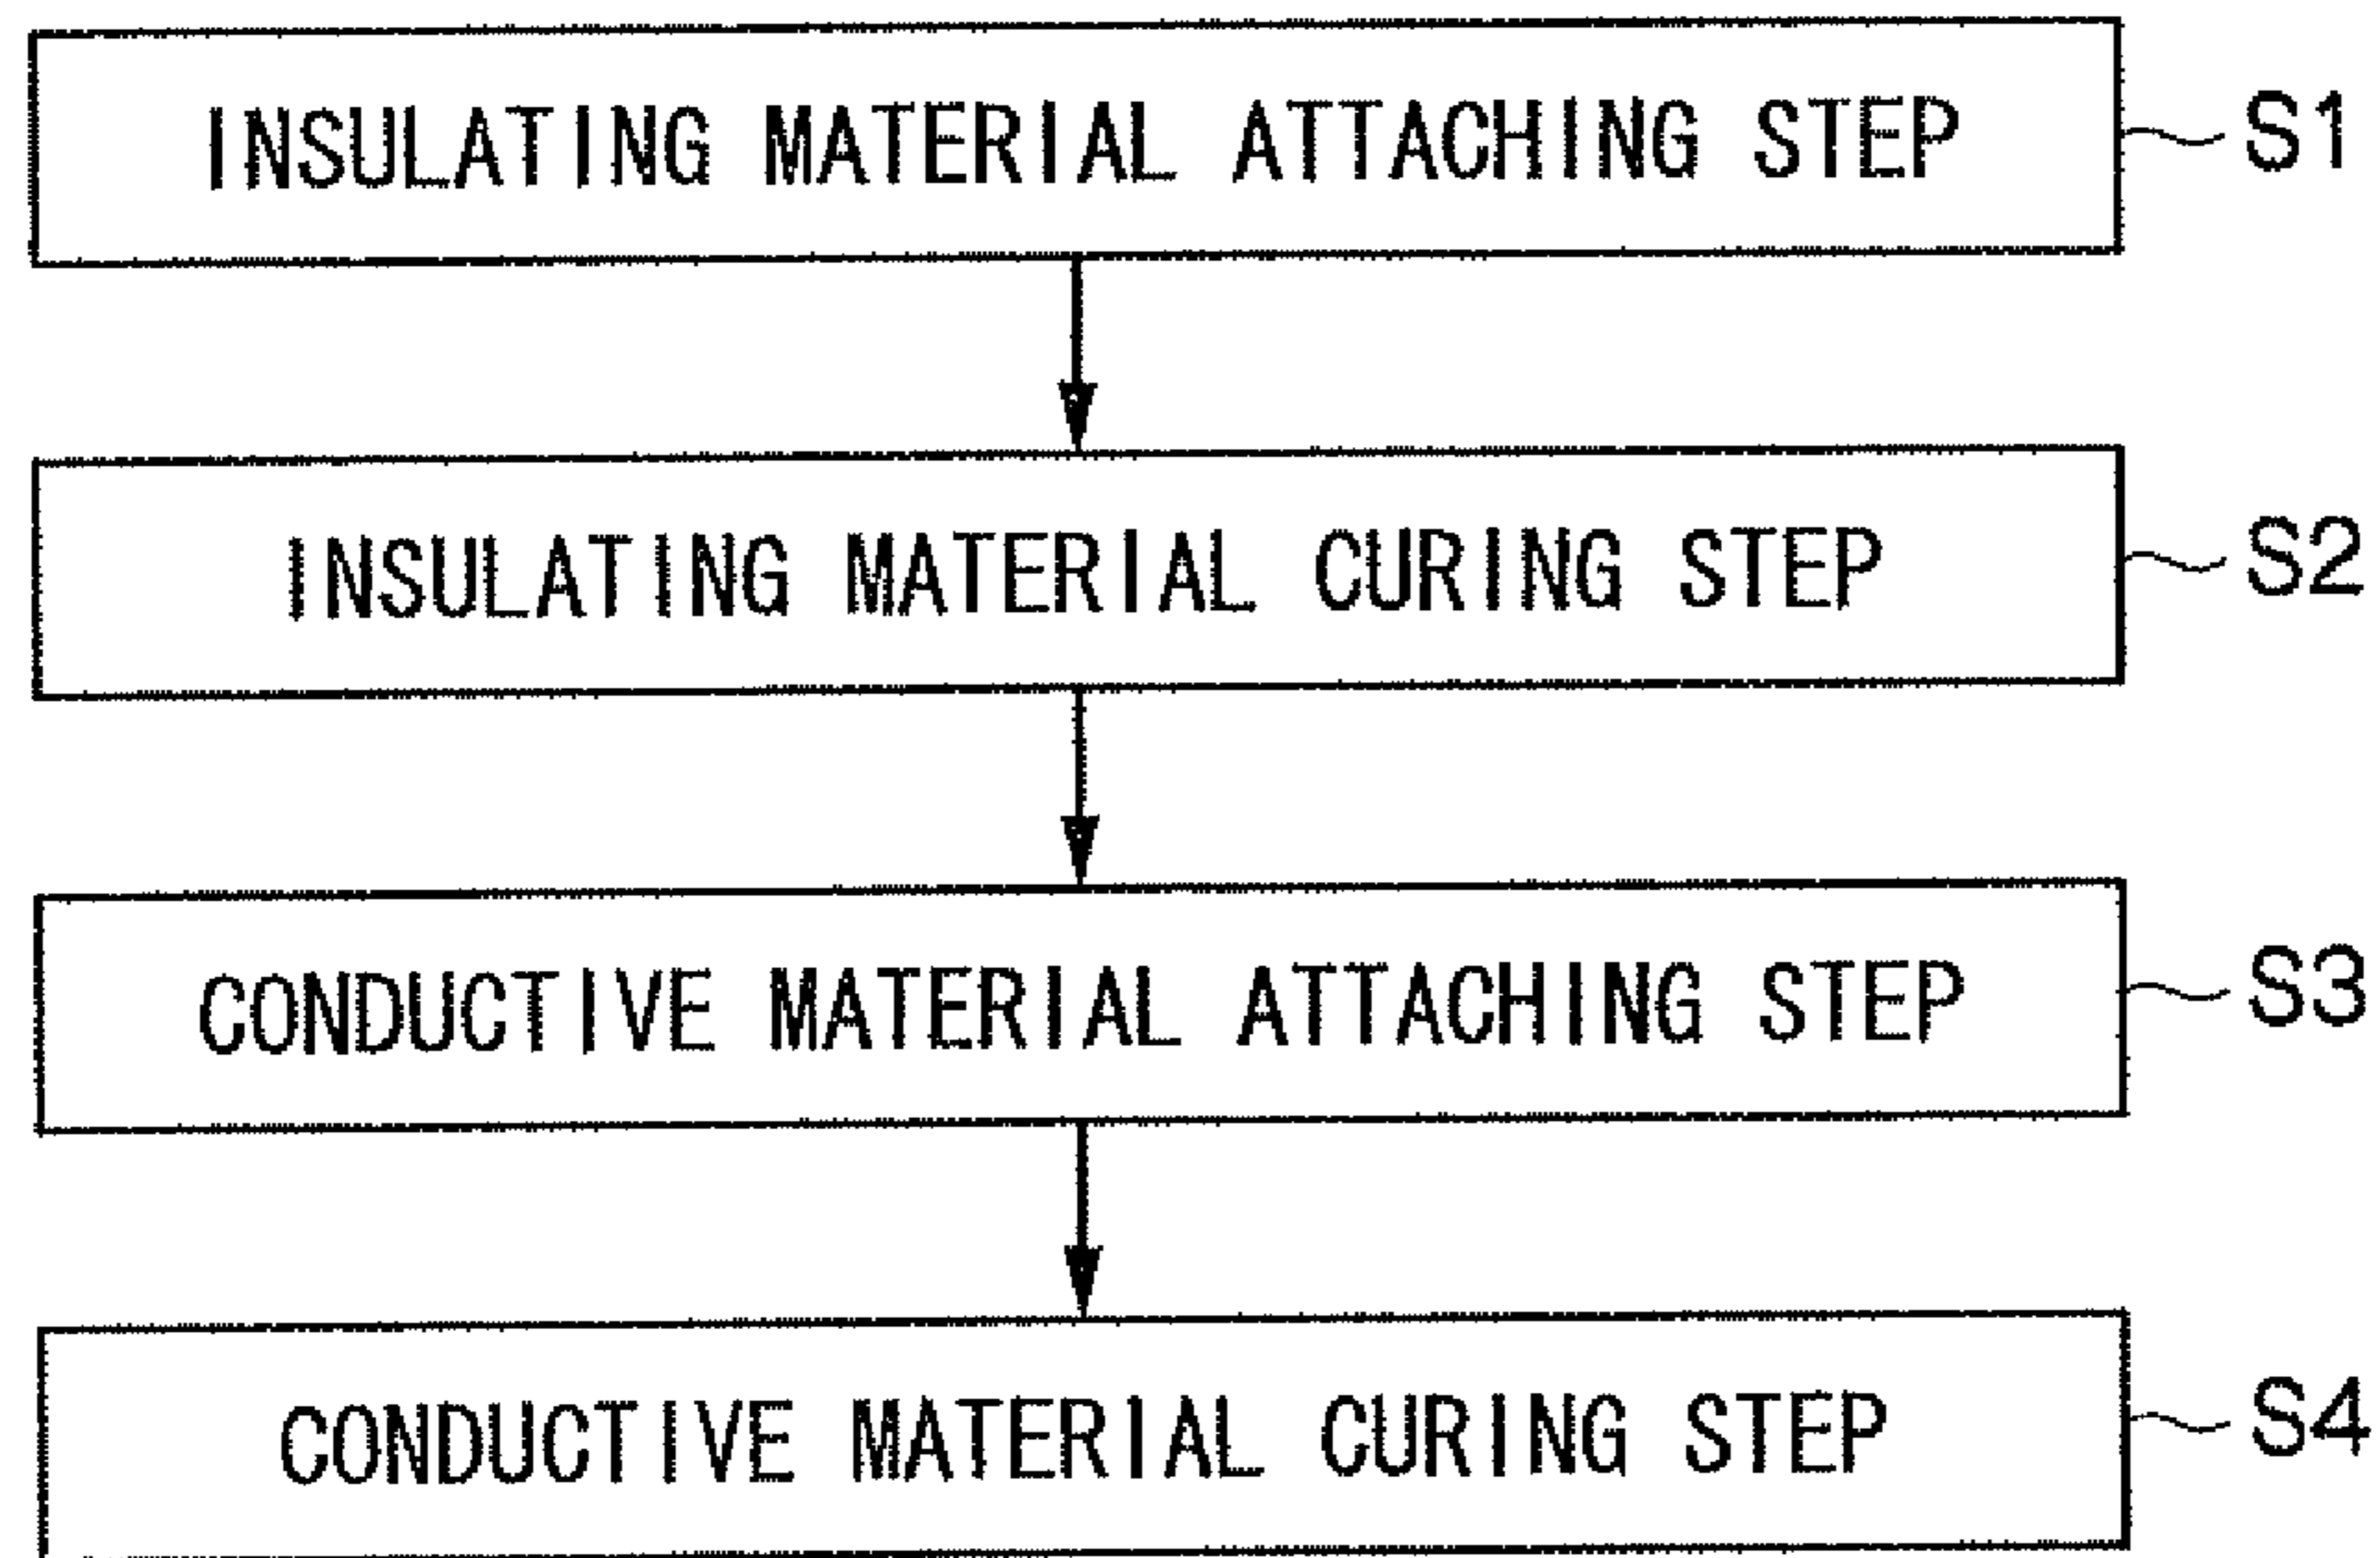 INSULATING MATERIAL ATTACHING STEP S1
INSULATING MATERIAL CURING STEP S2
CONDUCTIVE MATERIAL ATTACHING STEP S3
CONDUCTIVE MATERIAL CURING STEP S4